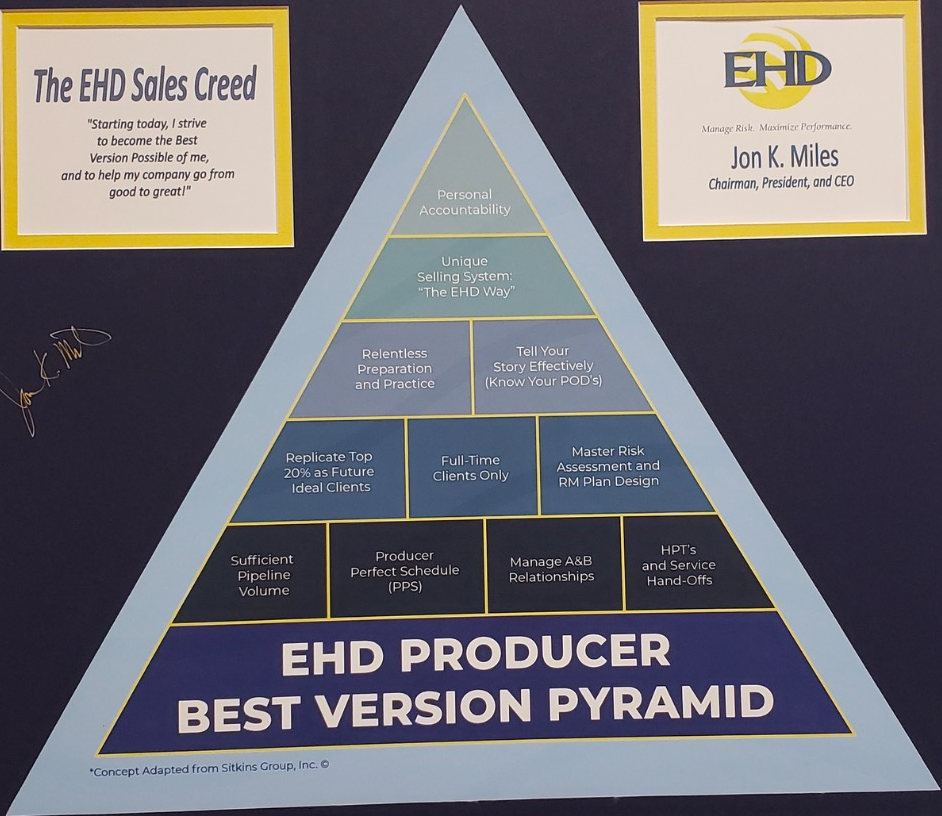 The EHD Sales Creed
"Starting today, I strive
to become the Best
Version Possible of me,
and to help my company go from
good to great!"
EHD
Manage Risk. Maximize Performance.
Jon K. Miles
Chairman, President, and CEO
Jon K. Miles
Personal
Accountability
Unique
Selling System:
"The EHD Way"
Relentless
Preparation
and Practice
Tell Your
Story Effectively
(Know Your POD's)
Replicate Top
20% as Future
Ideal Clients
Full-Time
Clients Only
Master Risk
Assessment and
RM Plan Design
Sufficient
Pipeline
Volume
Producer
Perfect Schedule
(PPS)
Manage A&B
Relationships
HPT's
and Service
Hand-Offs
EHD PRODUCER
BEST VERSION PYRAMID
*Concept Adapted from Sitkins Group, Inc. ©